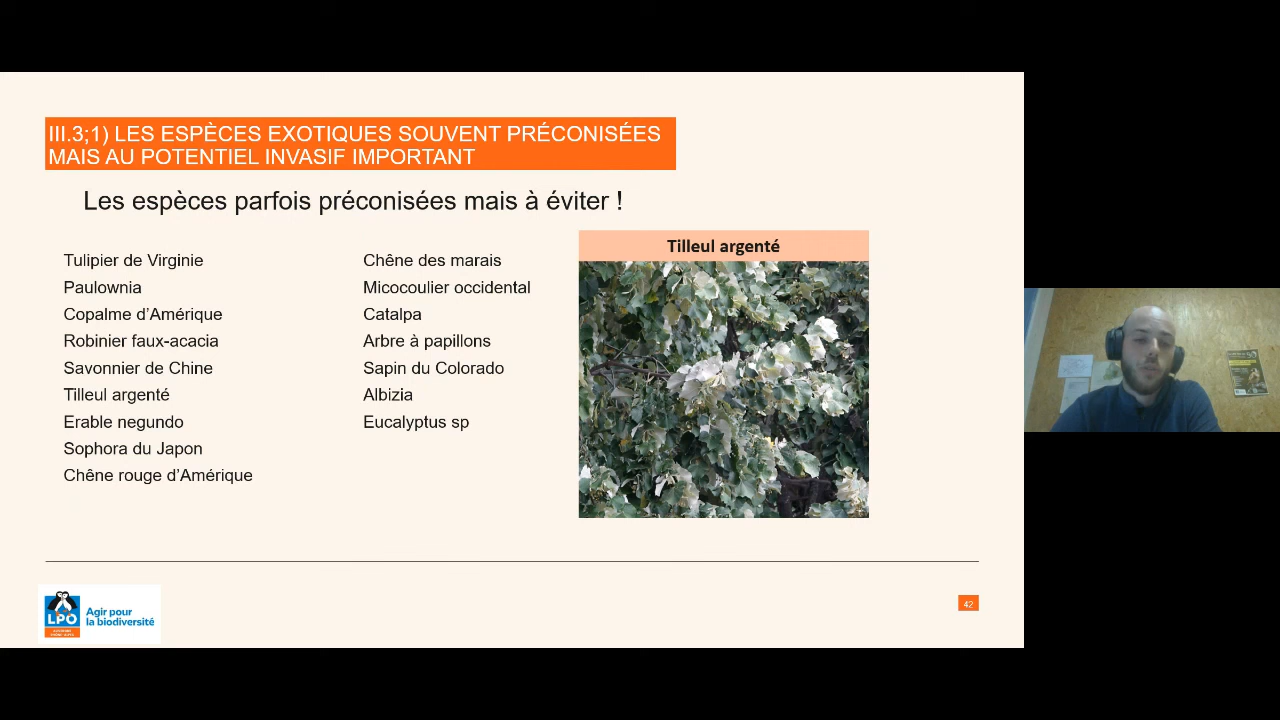 III.3;1) LES ESPÈCES EXOTIQUES SOUVENT PRÉCONISÉES
MAIS AU POTENTIEL INVASIF IMPORTANT
Les espèces parfois préconisées mais à éviter !
Tulipier de Virginie
Paulownia
Copalme d’Amérique
Robinier faux-acacia
Savonnier de Chine
Tilleul argenté
Erable negundo
Sophora du Japon
Chêne rouge d’Amérique
Chêne des marais
Micocoulier occidental
Catalpa
Arbre à papillons
Sapin du Colorado
Albizia
Eucalyptus sp
Tilleul argenté
LPO
Agir pour
la biodiversité
42